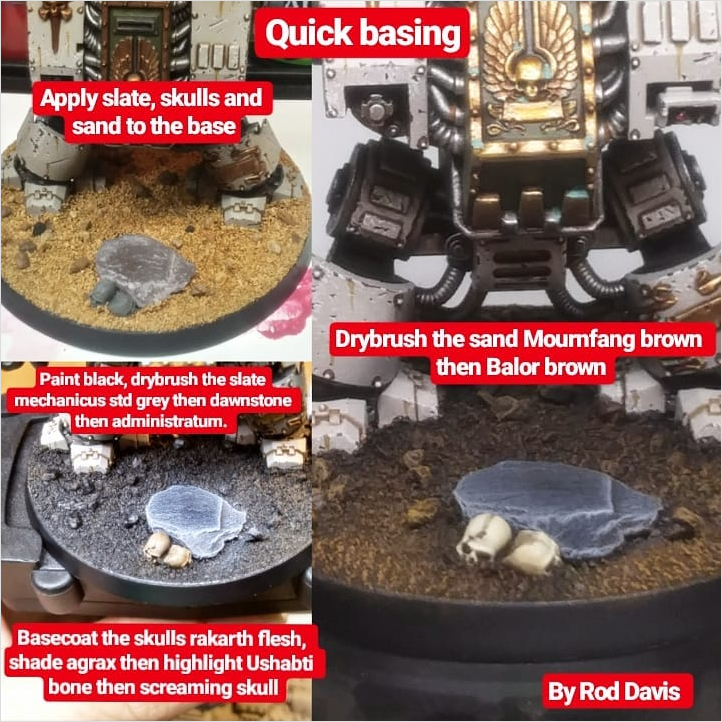 Quick basing
Apply slate, skulls and
sand to the base
Paint black, drybrush the slate
mechanicus std grey then dawnstone
then administratum.
Basecoat the skulls rakarth flesh,
shade agrax then highlight Ushabti
bone then screaming skull
Drybrush the sand Mournfang brown
then Balor brown
By Rod Davis